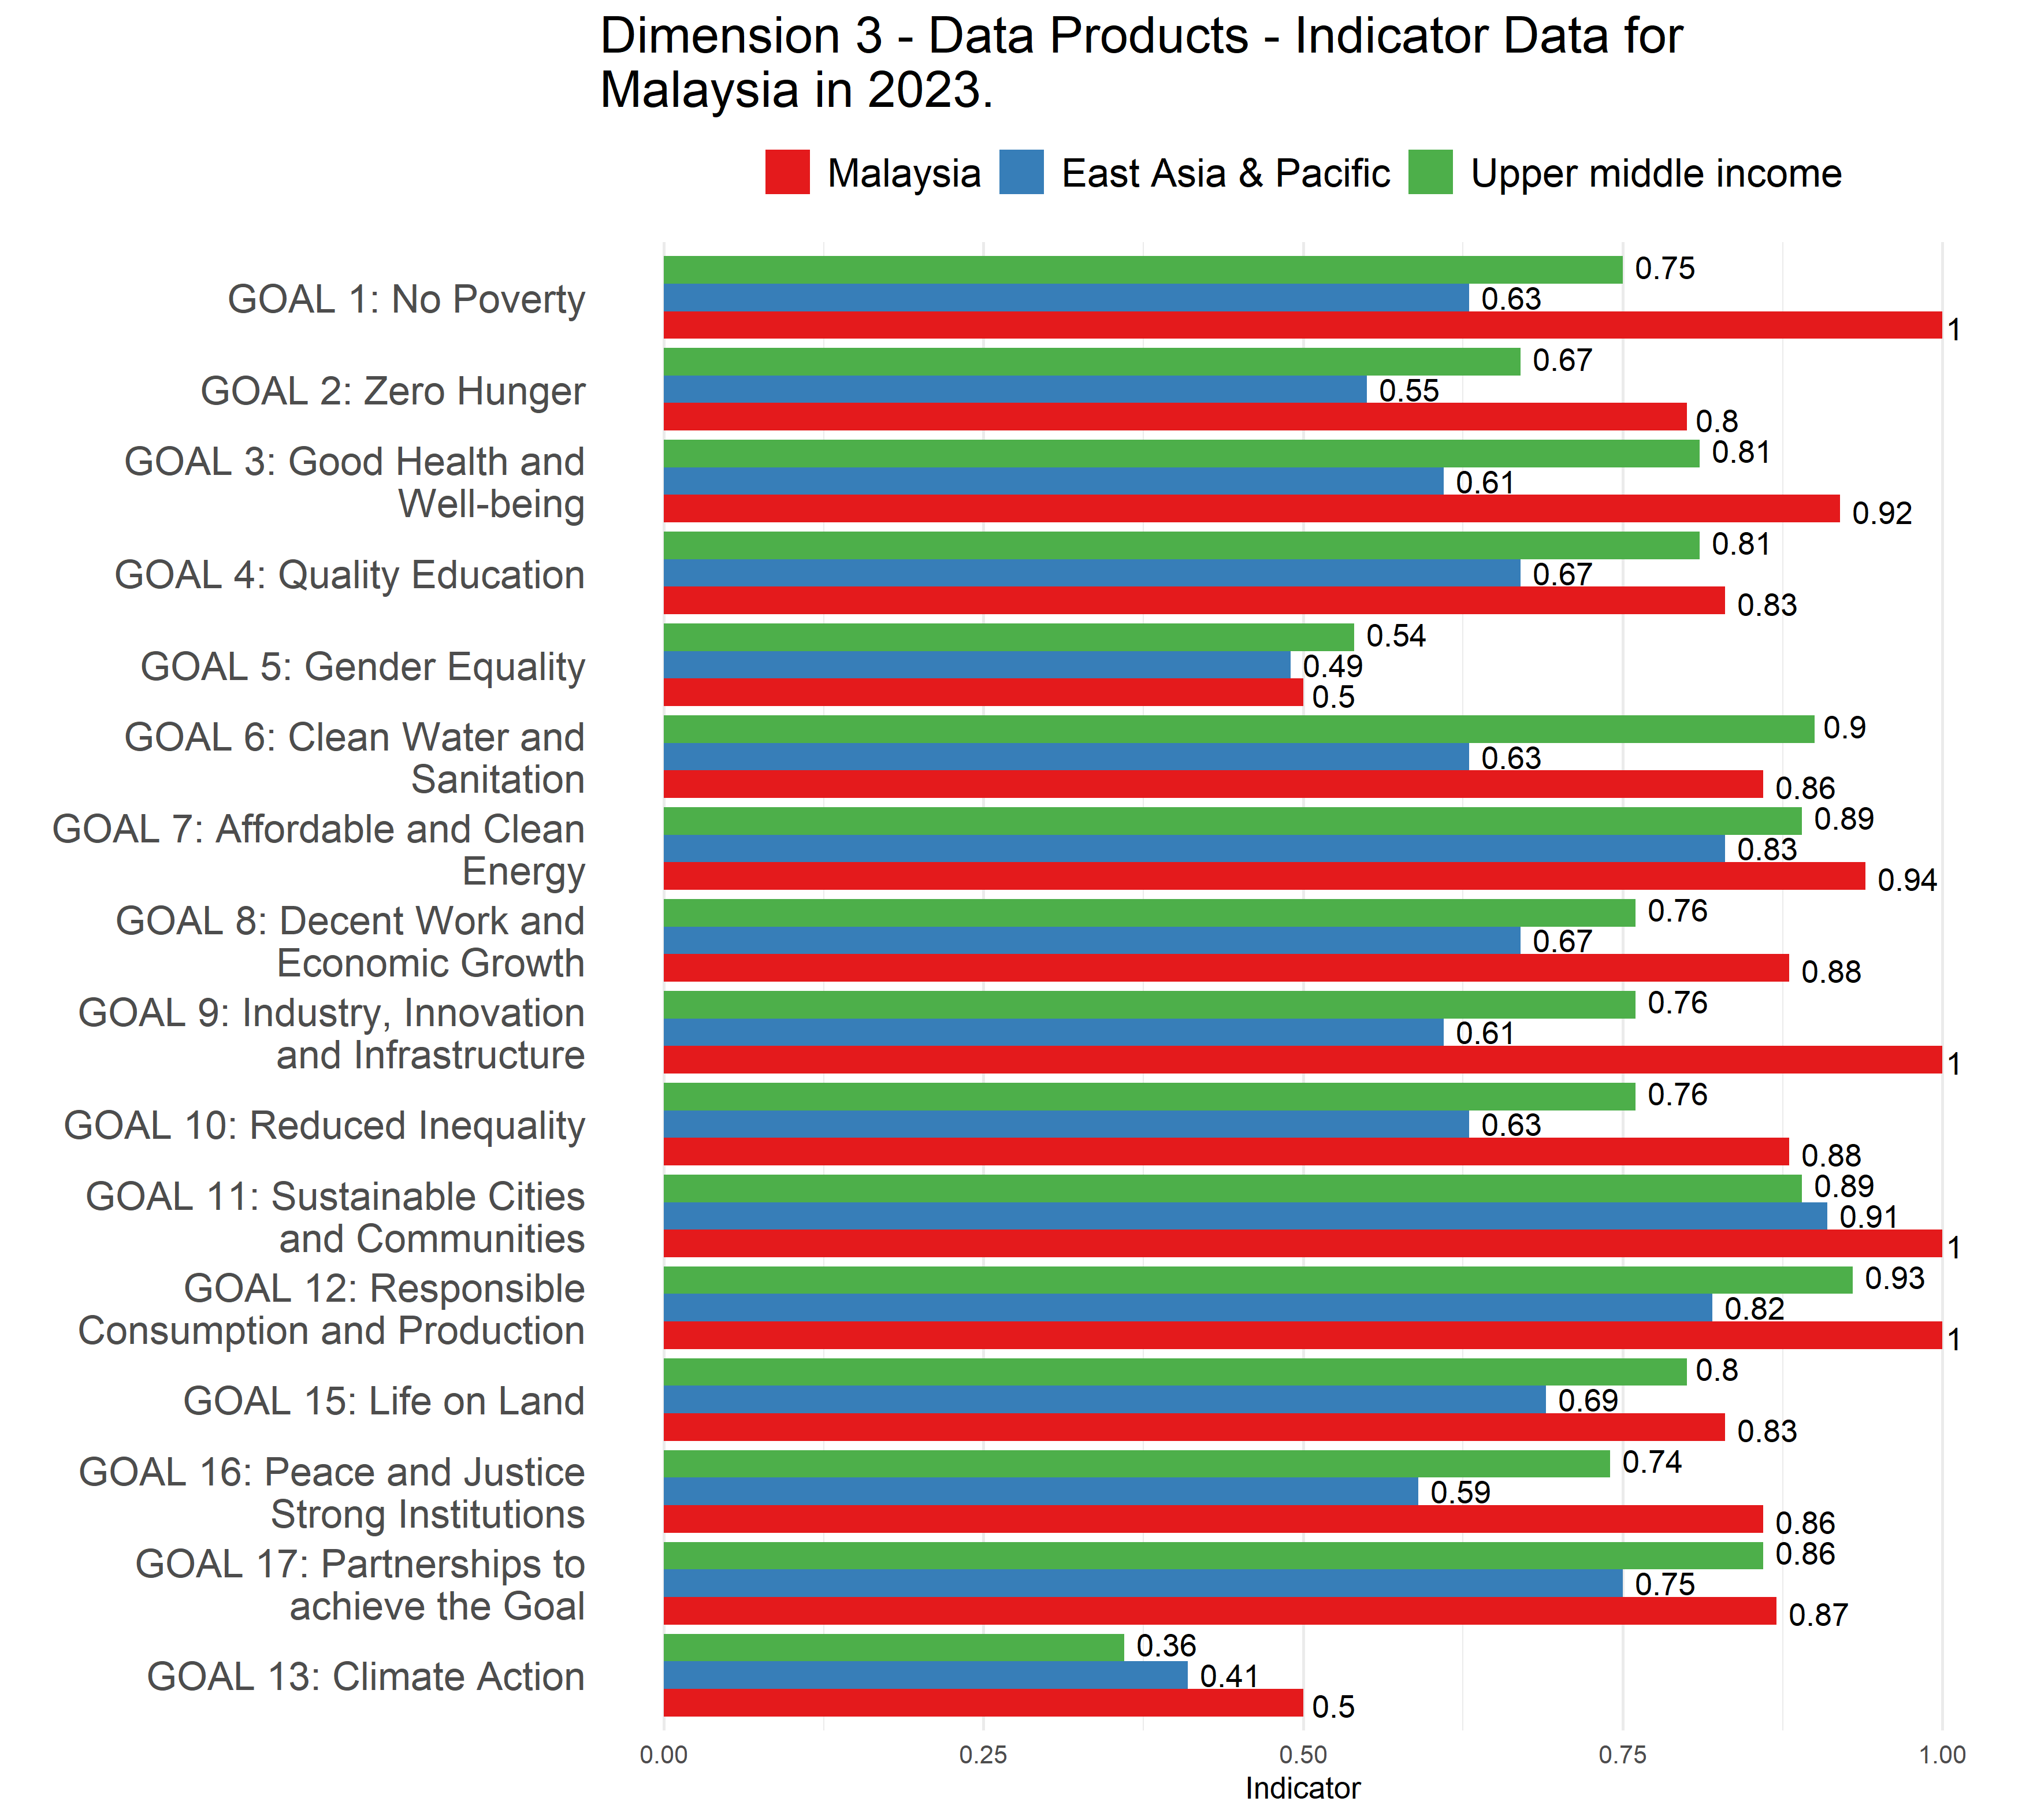 Dimension 3 - Data Products - Indicator Data for
Malaysia in 2023.
Malaysia East Asia & Pacific Upper middle income
GOAL 1: No Poverty
0.75
0.63
1
GOAL 2: Zero Hunger
0.67
0.55
0.8
GOAL 3: Good Health and
Well-being
0.81
0.61
0.92
GOAL 4: Quality Education
0.81
0.67
0.83
GOAL 5: Gender Equality
0.54
0.49
0.5
GOAL 6: Clean Water and
Sanitation
0.9
0.63
0.86
GOAL 7: Affordable and Clean
Energy
0.89
0.83
0.94
GOAL 8: Decent Work and
Economic Growth
0.76
0.67
0.88
GOAL 9: Industry, Innovation
and Infrastructure
0.76
0.61
1
GOAL 10: Reduced Inequality
0.76
0.63
0.88
GOAL 11: Sustainable Cities
and Communities
0.89
0.91
1
GOAL 12: Responsible
Consumption and Production
0.93
0.82
1
GOAL 15: Life on Land
0.8
0.69
0.83
GOAL 16: Peace and Justice
Strong Institutions
0.74
0.59
0.86
GOAL 17: Partnerships to
achieve the Goal
0.86
0.75
0.87
GOAL 13: Climate Action
0.36
0.41
0.5
0.00 0.25 0.50 0.75 1.00
Indicator